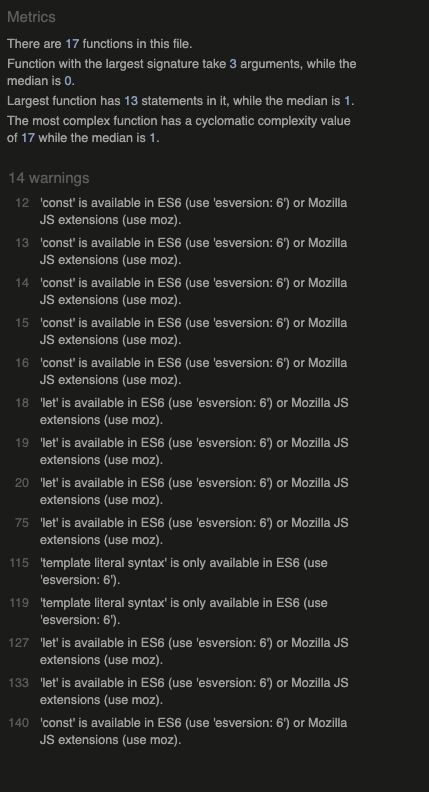 Metrics
There are 17 functions in this file.
Function with the largest signature take 3 arguments, while the
median is 0.
Largest function has 13 statements in it, while the median is 1.
The most complex function has a cyclomatic complexity value
of 17 while the median is 1.
14 warnings
12 'const' is available in ES6 (use 'esversion: 6') or Mozilla
JS extensions (use moz).
13 'const' is available in ES6 (use 'esversion: 6') or Mozilla
JS extensions (use moz).
14 'const' is available in ES6 (use 'esversion: 6') or Mozilla
JS extensions (use moz).
15 'const' is available in ES6 (use 'esversion: 6') or Mozilla
JS extensions (use moz).
16 'const' is available in ES6 (use 'esversion: 6') or Mozilla
JS extensions (use moz).
18 'let' is available in ES6 (use 'esversion: 6') or Mozilla JS
extensions (use moz).
19 'let' is available in ES6 (use 'esversion: 6') or Mozilla JS
extensions (use moz).
20 'let' is available in ES6 (use 'esversion: 6') or Mozilla JS
extensions (use moz).
75 'let' is available in ES6 (use 'esversion: 6') or Mozilla JS
extensions (use moz).
115 'template literal syntax' is only available in ES6 (use
'esversion: 6').
119 'template literal syntax' is only available in ES6 (use
'esversion: 6').
127 'let' is available in ES6 (use 'esversion: 6') or Mozilla JS
extensions (use moz).
133 'let' is available in ES6 (use 'esversion: 6') or Mozilla JS
extensions (use moz).
140 'const' is available in ES6 (use 'esversion: 6') or Mozilla
JS extensions (use moz).